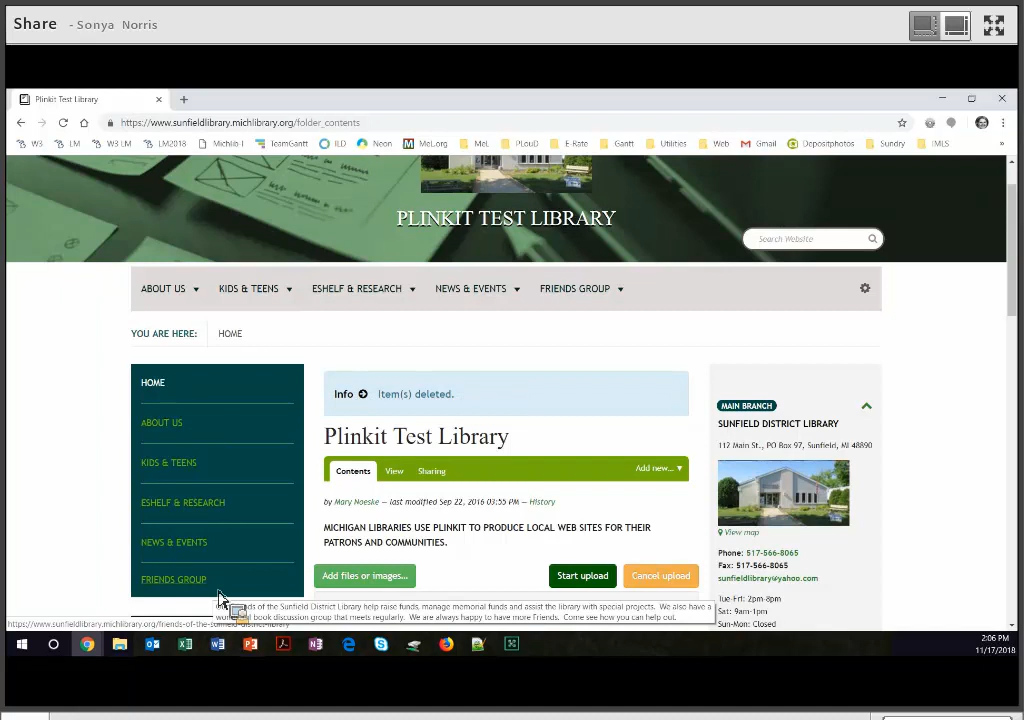 Share - Sonya Norris
Plinkit Test Library
https://www.sunfieldlibrary.michlibrary.org/folder_contents
W3 LM W3 LM LM2018 Michlib-l TeamGantt ILD Neon MeLorg MeL PLouD E-Rate Gantt Utilities Web Gmail Depositphotos Sundry IMLS »
PLINKIT TEST LIBRARY
Search Website
ABOUT US KIDS & TEENS ESHELF & RESEARCH NEWS & EVENTS FRIENDS GROUP
YOU ARE HERE: HOME
HOME
ABOUT US
KIDS & TEENS
ESHELF & RESEARCH
NEWS & EVENTS
FRIENDS GROUP
Info Item(s) deleted.
Plinkit Test Library
Contents View Sharing Add new...
by Mary Noeske — last modified Sep 22, 2016 03:55 PM — History
MICHIGAN LIBRARIES USE PLINKIT TO PRODUCE LOCAL WEB SITES FOR THEIR
PATRONS AND COMMUNITIES.
Add files or images... Start upload Cancel upload
of the Sunfield District Library help raise funds, manage memorial funds and assist the library with special projects. We also have a
book discussion group that meets regularly. We are always happy to have more Friends. Come see how you can help out.
MAIN BRANCH
SUNFIELD DISTRICT LIBRARY
112 Main St., PO Box 97, Sunfield, MI 48890
View map
Phone: 517-566-8065
Fax: 517-566-8065
sunfieldlibrary@yahoo.com
Tue-Fri: 2pm-8pm
Sat: 9am-1pm
Sun-Mon: Closed
https://www.sunfieldlibrary.michlibrary.org/friends-of-the-sunfield-district-library
2:06 PM
11/17/2018